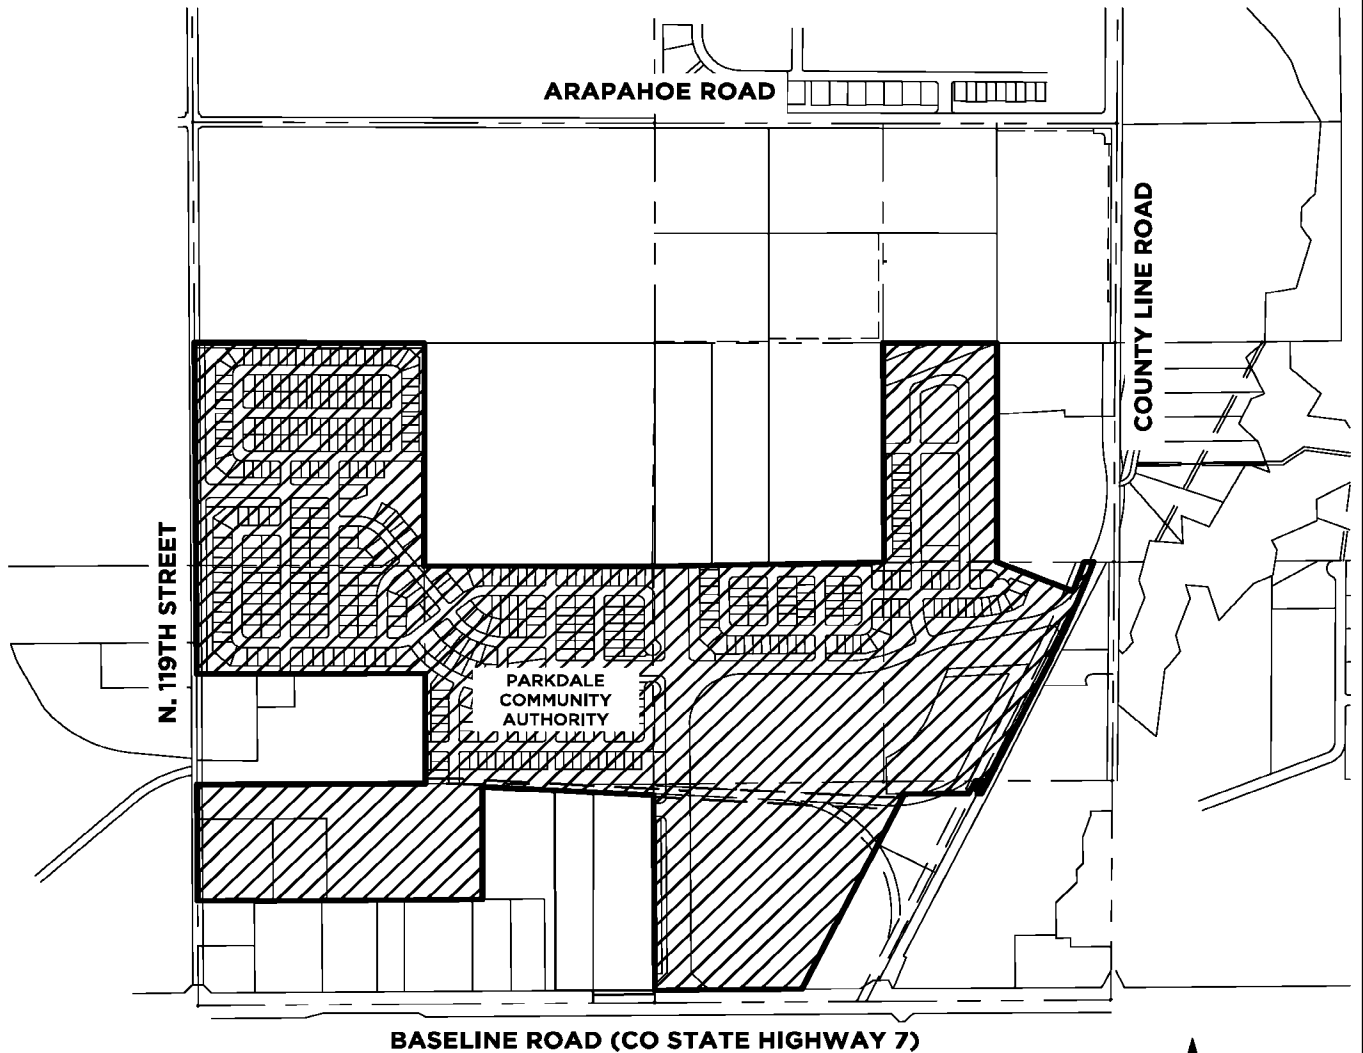 ARAPAHOE ROAD
COUNTY LINE ROAD
N. 119TH STREET
PARKDALE
COMMUNITY
AUTHORITY
BASELINE ROAD (CO STATE HIGHWAY 7)